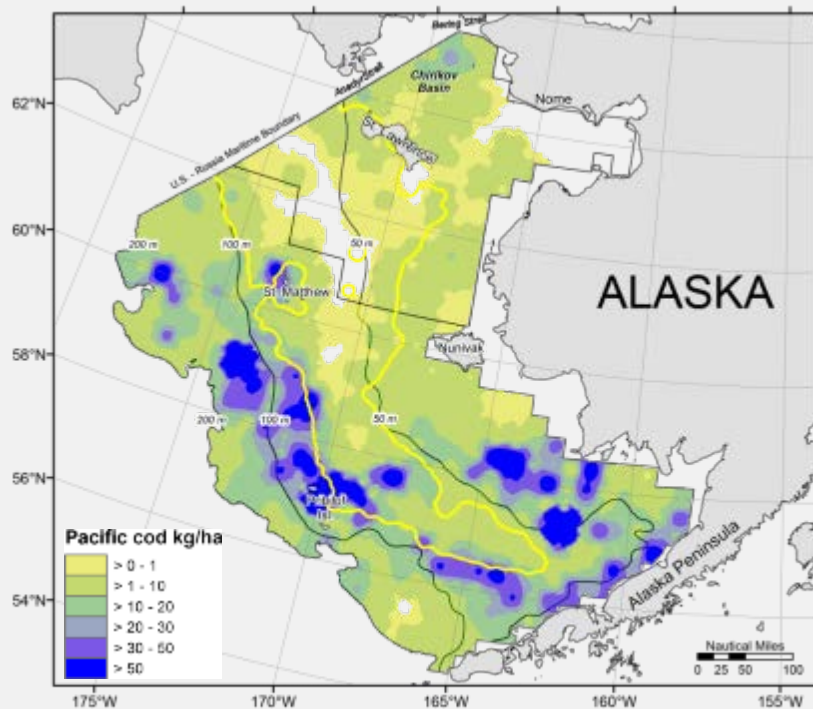 Bering Strait
Anadyr Strait
Chirikov
Basin
Nome
62°N
St. Lawrence I.
U.S. - Russia Maritime Boundary
60°N
200 m
100 m
50 m
ALASKA
St. Matthew
58°N
Nunivak
200 m
100 m
50 m
56°N
Pribilof
Isl.
Pacific cod kg/ha
> 0 - 1
> 1 - 10
> 10 - 20
> 20 - 30
> 30 - 50
> 50
54°N
Alaska Peninsula
Nautical Miles
0 25 50 100
175°W
170°W
165°W
160°W
155°W